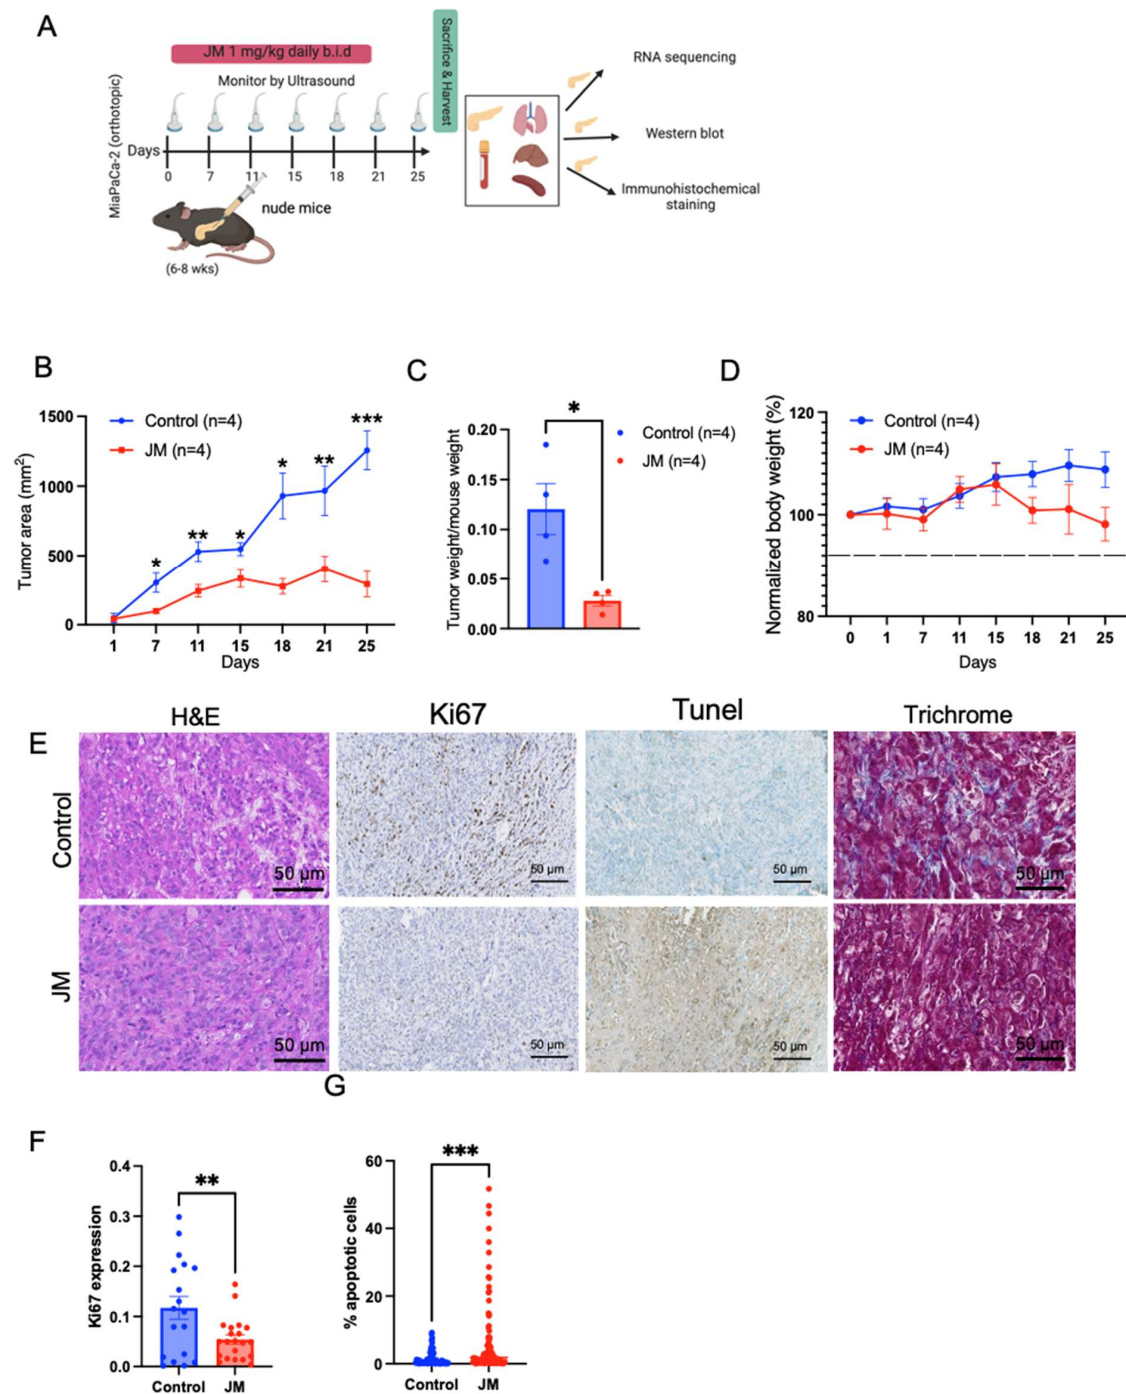 A
JM 1 mg/kg daily b.i.d
Monitor by Ultrasound
Sacrifice & Harvest
MiaPaCa-2 (orthotopic)
Days
0 7 11 15 18 21 25
nude mice
(6-8 wks)
RNA sequencing
Western blot
Immunohistochemical
staining
B
Tumor area (mm²)
1500
1000
500
0
Control (n=4)
JM (n=4)
* ** * * ** ***
1 7 11 15 18 21 25
Days
C
Tumor weight/mouse weight
0.20
0.15
0.10
0.05
0.00
*
Control (n=4)
JM (n=4)
D
Normalized body weight (%)
120
100
80
Control (n=4)
JM (n=4)
0 1 7 11 15 18 21 25
Days
H&E Ki67 Tunel Trichrome
E
Control
50 µm 50 µm 50 µm 50 µm
JM
50 µm 50 µm 50 µm 50 µm
G
F
Ki67 expression
0.4
0.3
0.2
0.1
0.0
**
Control JM
% apoptotic cells
60
40
20
0
***
Control JM